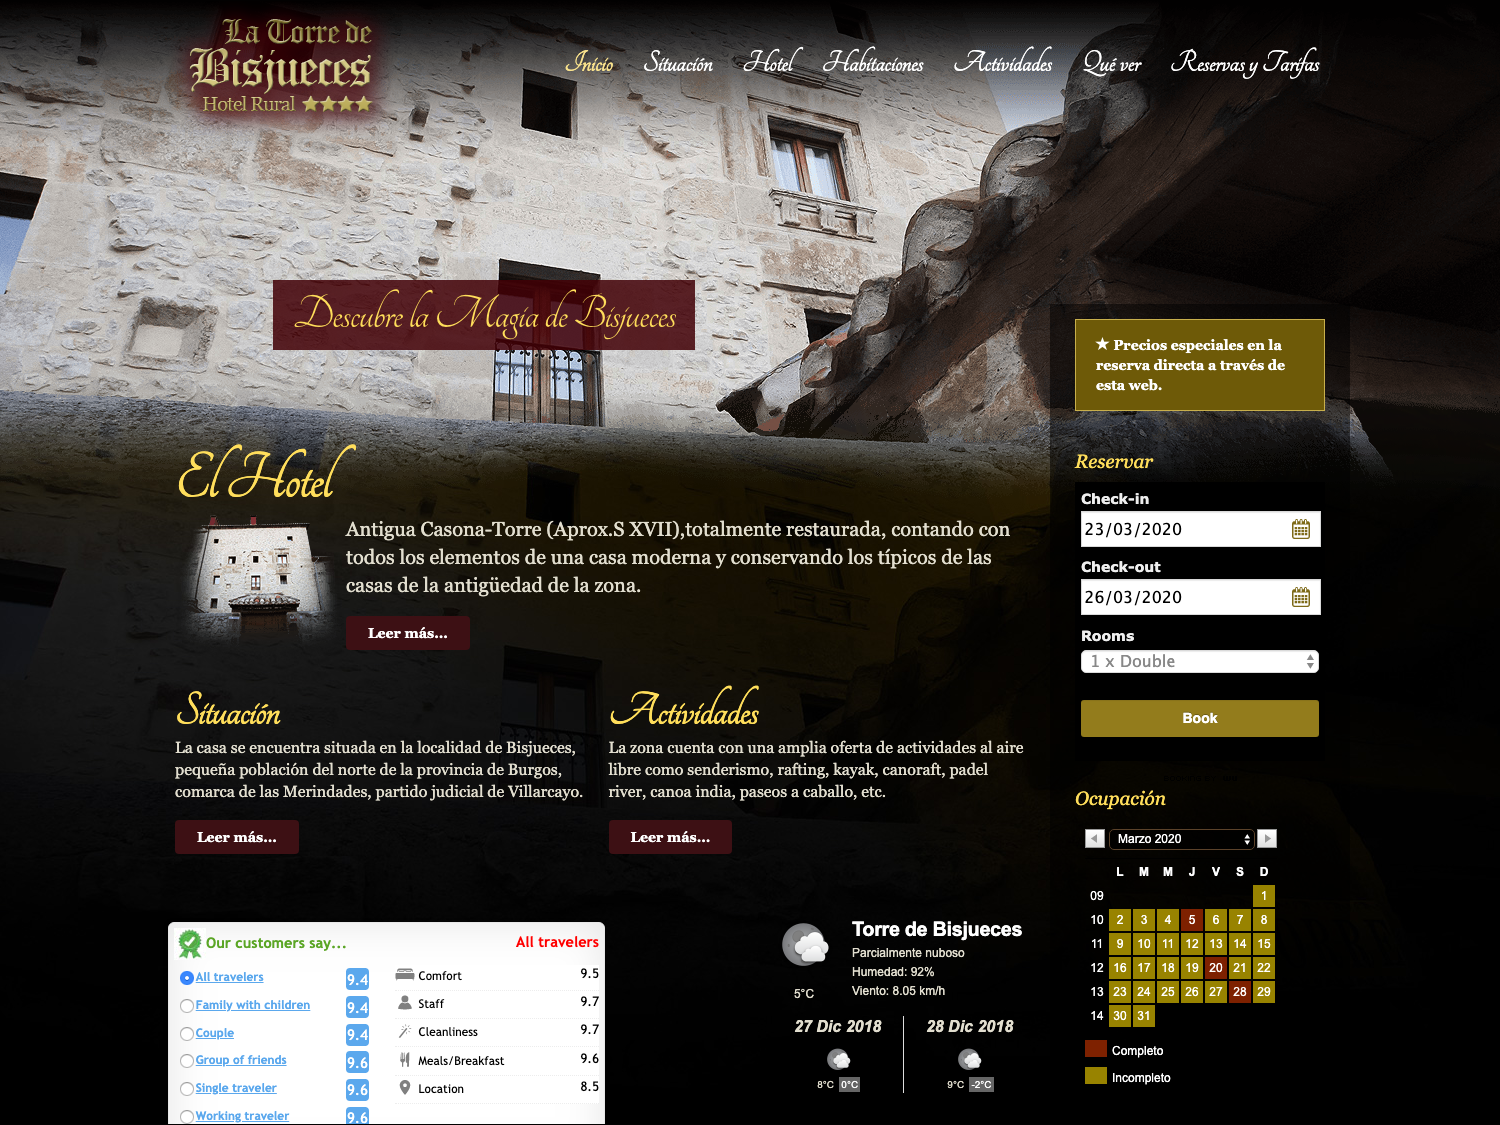 La Torre de
Bisjueces
Hotel Rural
Inicio
Situación
Hotel
Habitaciones
Actividades
Qué ver
Reservas y Tarifas
Descubre la Magia de Bisjueces
★ Precios especiales en la
reserva directa a través de
esta web.
El Hotel
Antigua Casona-Torre (Aprox.S XVII),totalmente restaurada, contando con
todos los elementos de una casa moderna y conservando los típicos de las
casas de la antigüedad de la zona.
Leer más...
Situación
La casa se encuentra situada en la localidad de Bisjueces,
pequeña población del norte de la provincia de Burgos,
comarca de las Merindades, partido judicial de Villarcayo.
Leer más...
Actividades
La zona cuenta con una amplia oferta de actividades al aire
libre como senderismo, rafting, kayak, canoraft, padel
river, canoa india, paseos a caballo, etc.
Leer más...
Reservar
Check-in
23/03/2020
Check-out
26/03/2020
Rooms
1 x Double
Book
Ocupación
Marzo 2020
L M M J V S D
09 1
10 2 3 4 5 6 7 8
11 9 10 11 12 13 14 15
12 16 17 18 19 20 21 22
13 23 24 25 26 27 28 29
14 30 31
Completo
Incompleto
Our customers say...
All travelers
All travelers 9.4
Family with children 9.4
Couple 9.4
Group of friends 9.6
Single traveler 9.6
Working traveler 9.6
Comfort 9.5
Staff 9.7
Cleanliness 9.7
Meals/Breakfast 9.6
Location 8.5
Torre de Bisjueces
Parcialmente nuboso
Humedad: 92%
Viento: 8.05 km/h
5°C
27 Dic 2018
8°C 0°C
28 Dic 2018
9°C -2°C